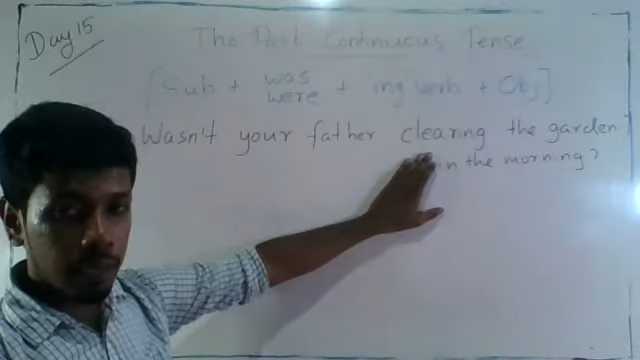 Day 15
The Past Continuous Tense
[Sub + was + ing verb + Obj]
were
Wasn't your father clearing the garden
in the morning?